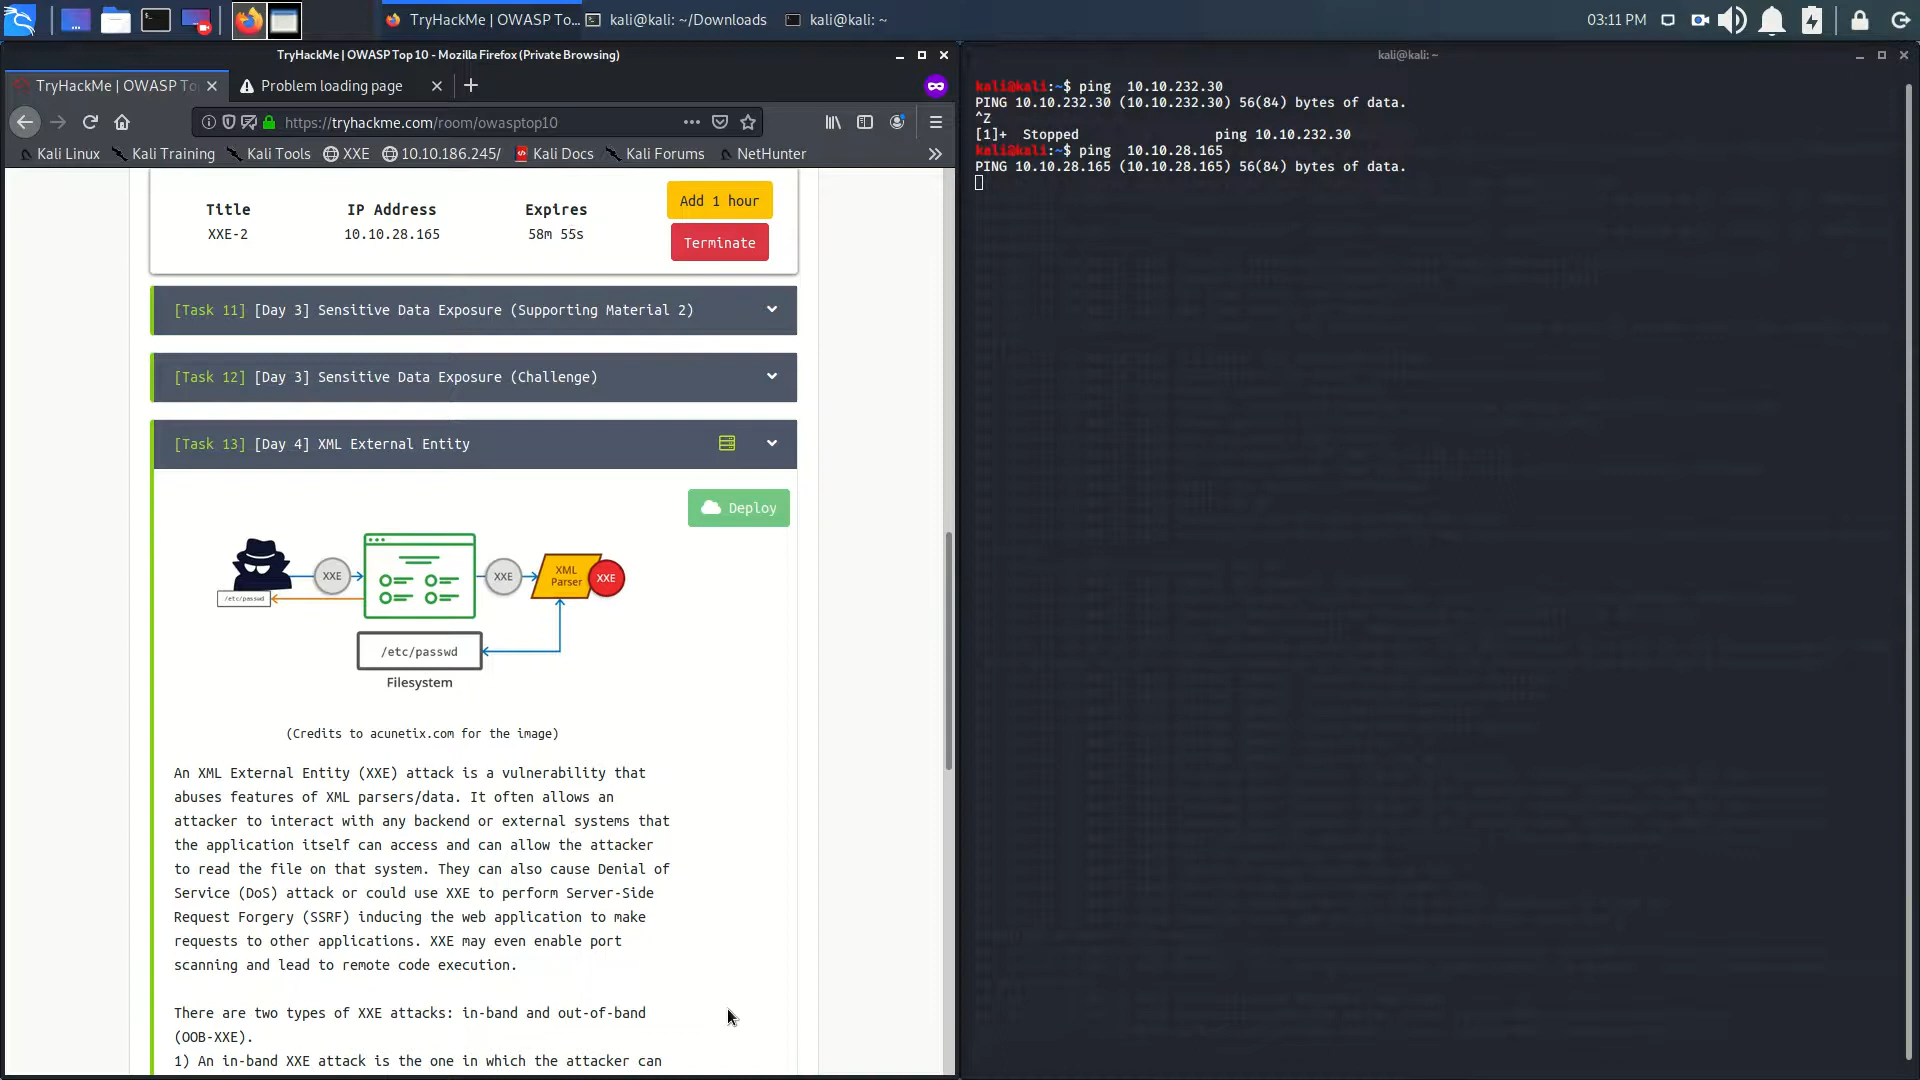 TryHackMe | OWASP To...
kali@kali: ~/Downloads
kali@kali: ~
03:11 PM
TryHackMe | OWASP Top 10 - Mozilla Firefox (Private Browsing)
TryHackMe | OWASP To
Problem loading page
https://tryhackme.com/room/owasptop10
Kali Linux
Kali Training
Kali Tools
XXE
10.10.186.245/
Kali Docs
Kali Forums
NetHunter
Title
IP Address
Expires
Add 1 hour
XXE-2
10.10.28.165
58m 55s
Terminate
[Task 11] [Day 3] Sensitive Data Exposure (Supporting Material 2)
[Task 12] [Day 3] Sensitive Data Exposure (Challenge)
[Task 13] [Day 4] XML External Entity
Deploy
XXE
XXE
XML
Parser
XXE
/etc/passwd
/etc/passwd
Filesystem
(Credits to acunetix.com for the image)
An XML External Entity (XXE) attack is a vulnerability that
abuses features of XML parsers/data. It often allows an
attacker to interact with any backend or external systems that
the application itself can access and can allow the attacker
to read the file on that system. They can also cause Denial of
Service (DoS) attack or could use XXE to perform Server-Side
Request Forgery (SSRF) inducing the web application to make
requests to other applications. XXE may even enable port
scanning and lead to remote code execution.
There are two types of XXE attacks: in-band and out-of-band
(OOB-XXE).
1) An in-band XXE attack is the one in which the attacker can
kali@kali: ~
kali@kali:~$ ping  10.10.232.30
PING 10.10.232.30 (10.10.232.30) 56(84) bytes of data.
^Z
[1]+  Stopped                 ping 10.10.232.30
kali@kali:~$ ping  10.10.28.165
PING 10.10.28.165 (10.10.28.165) 56(84) bytes of data.